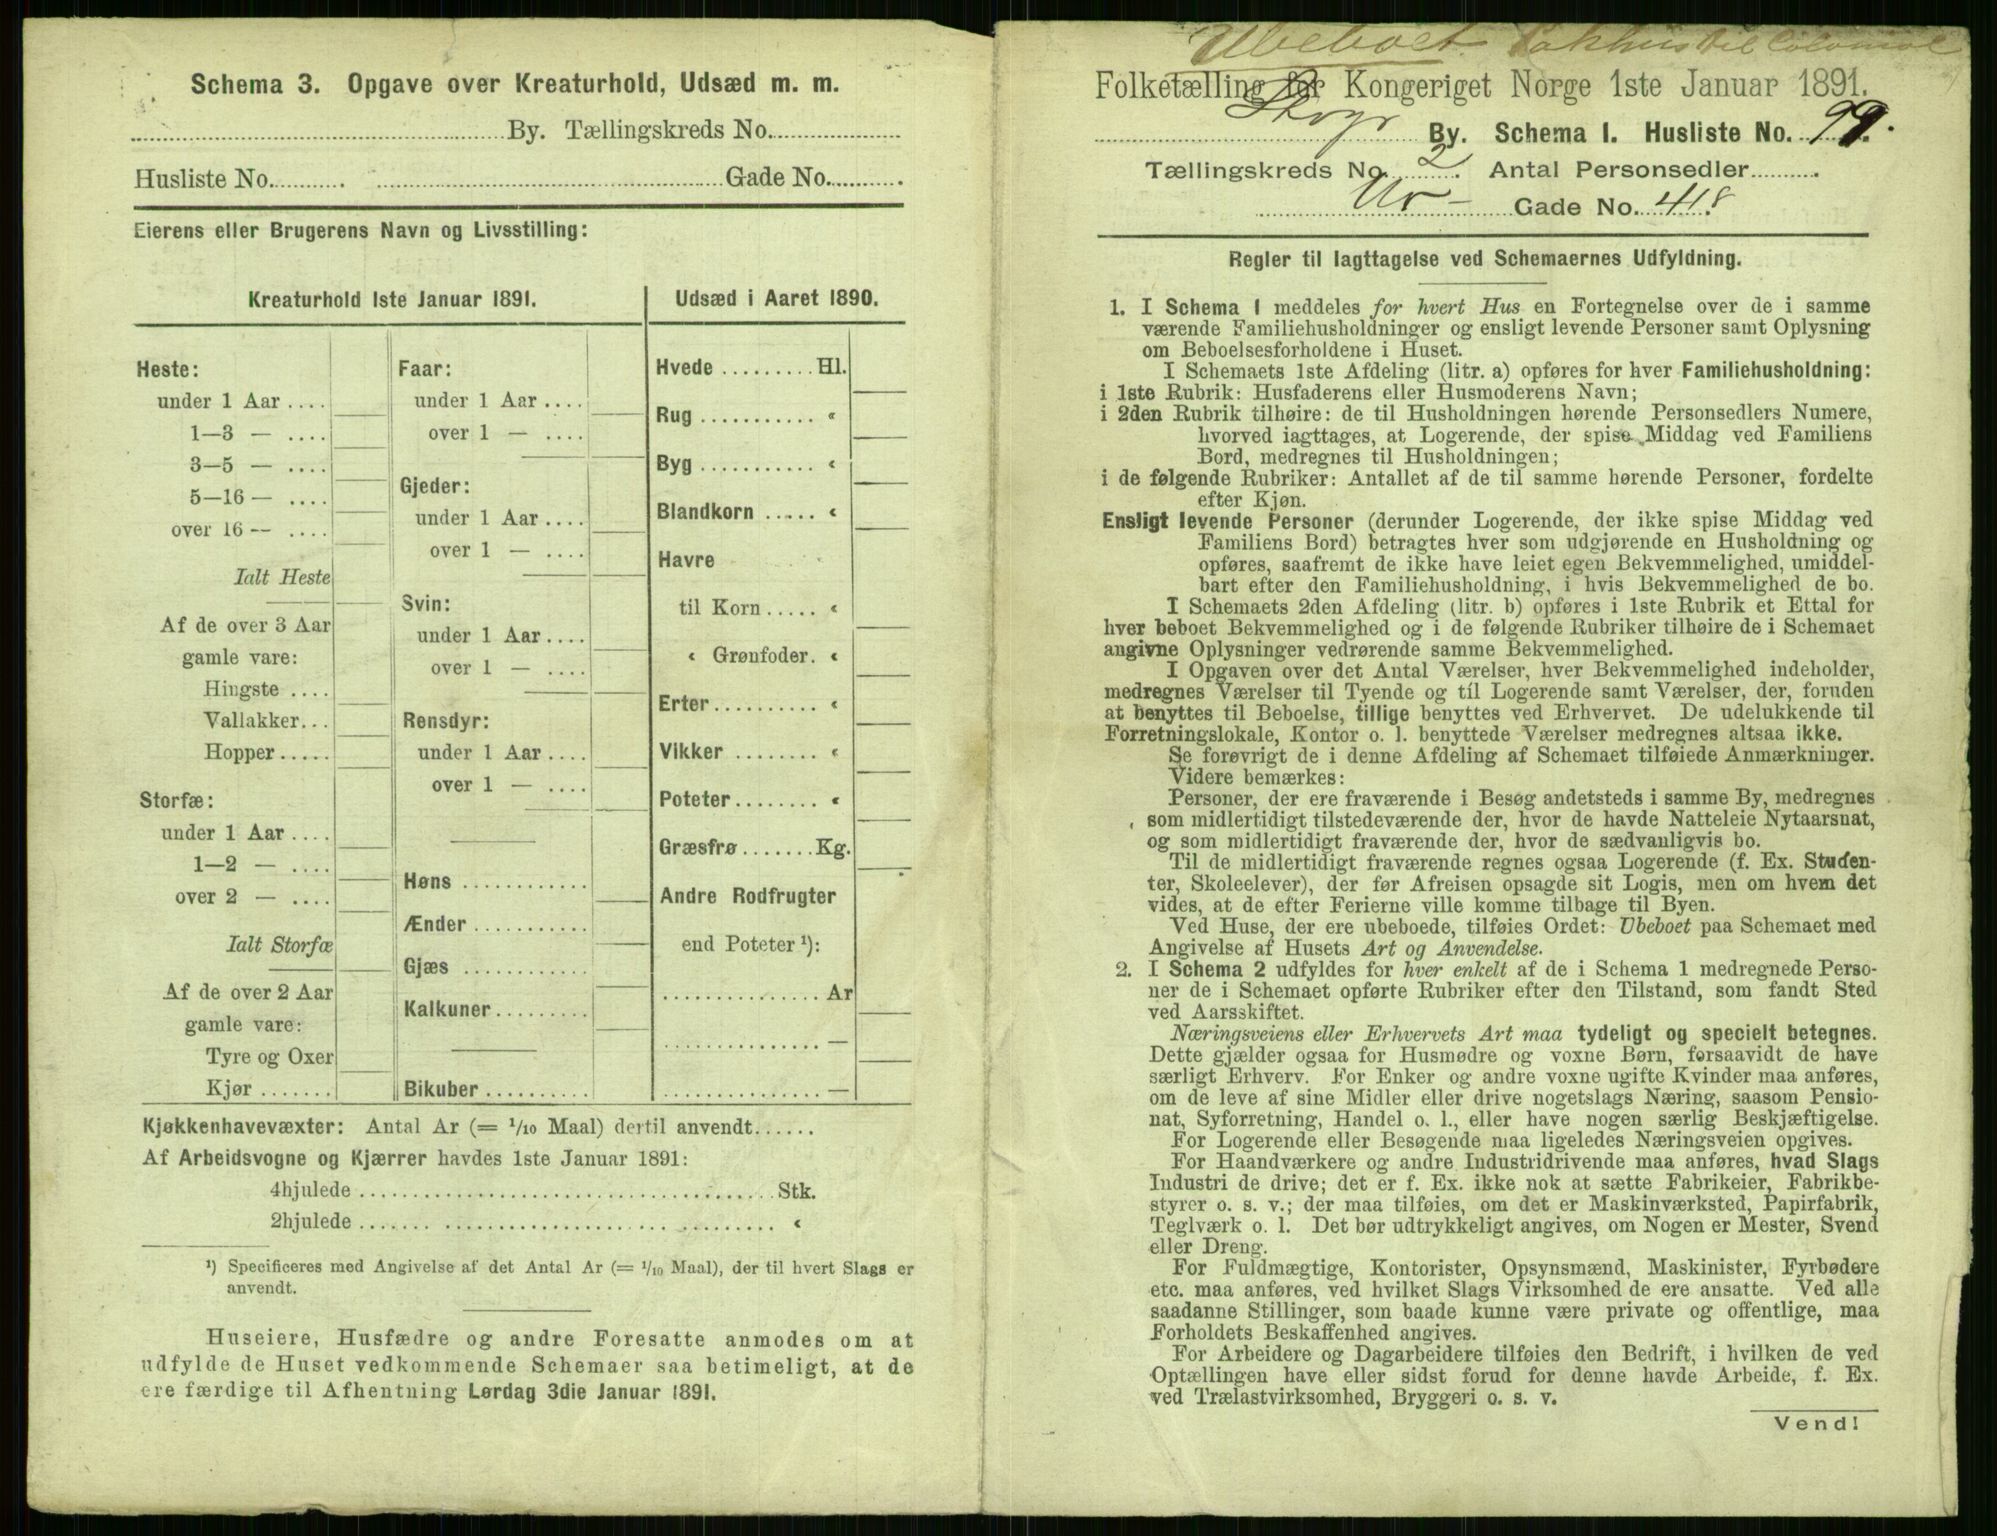 Schema 3. Opgave over Kreaturhold, Udsæd m. m.
By. Tællingskreds No.
Husliste No. Gade No.
Eierens eller Brugerens Navn og Livsstilling:
Kreaturhold 1ste Januar 1891.
Heste:
under 1 Aar ....
1—3 — ....
3—5 — ....
5—16 — ....
over 16 — ....
Ialt Heste
Af de over 3 Aar
gamle vare:
Hingste ....
Vallakker...
Hopper.....
Storfæ:
under 1 Aar ....
1—2 — ....
over 2 — ....
Ialt Storfæ
Af de over 2 Aar
gamle vare:
Tyre og Oxer
Kjør .......
Faar:
under 1 Aar ....
over 1 — ....
Gjeder:
under 1 Aar ....
over 1 — ....
Svin:
under 1 Aar ....
over 1 — ....
Rensdyr:
under 1 Aar ....
over 1 — ....
Høns ............
Ænder ...........
Gjæs ............
Kalkuner.........
Bikuber ..........
Udsæd i Aaret 1890.
Hvede ......... Hl.
Rug ........... «
Byg ........... «
Blandkorn ..... «
Havre
til Korn ..... «
« Grønfoder. «
Erter.......... «
Vikker ........ «
Poteter........ «
Græsfrø....... Kg.
Andre Rodfrugter
end Poteter ¹):
............... Ar
............... —
............... —
Kjøkkenhavevæxter: Antal Ar (= 1/10 Maal) dertil anvendt......
Af Arbeidsvogne og Kjærrer havdes 1ste Januar 1891:
4hjulede ........................................ Stk.
2hjulede ........................................ «
¹) Specificeres med Angivelse af det Antal Ar (= 1/10 Maal), der til hvert Slags er
anvendt.
Huseiere, Husfædre og andre Foresatte anmodes om at
udfylde de Huset vedkommende Schemaer saa betimeligt, at de
ere færdige til Afhentning Lørdag 3die Januar 1891.
Ubeboet. Pakhus til Colonial
Folketælling for Kongeriget Norge 1ste Januar 1891.
By. Schema 1. Husliste No. 99.
Tællingskreds No. 2. Antal Personsedler..........
Gade No. 418
Regler til Iagttagelse ved Schemaernes Udfyldning.
1. I Schema 1 meddeles for hvert Hus en Fortegnelse over de i samme
værende Familiehusholdninger og ensligt levende Personer samt Oplysning
om Beboelsesforholdene i Huset.
I Schemaets 1ste Afdeling (litr. a) opføres for hver Familiehusholdning:
i 1ste Rubrik: Husfaderens eller Husmoderens Navn;
i 2den Rubrik tilhøire: de til Husholdningen hørende Personsedlers Numere,
hvorved iagttages, at Logerende, der spise Middag ved Familiens
Bord, medregnes til Husholdningen;
i de følgende Rubriker: Antallet af de til samme hørende Personer, fordelte
efter Kjøn.
Ensligt levende Personer (derunder Logerende, der ikke spise Middag ved
Familiens Bord) betragtes hver som udgjørende en Husholdning og
opføres, saafremt de ikke have leiet egen Bekvemmelighed, umiddel-
bart efter den Familiehusholdning, i hvis Bekvemmelighed de bo.
I Schemaets 2den Afdeling (litr. b) opføres i 1ste Rubrik et Ettal for
hver beboet Bekvemmelighed og i de følgende Rubriker tilhøire de i Schemaet
angivne Oplysninger vedrørende samme Bekvemmelighed.
I Opgaven over det Antal Værelser, hver Bekvemmelighed indeholder,
medregnes Værelser til Tyende og til Logerende samt Værelser, der, foruden
at benyttes til Beboelse, tillige benyttes ved Erhvervet. De udelukkende til
Forretningslokale, Kontor o. l. benyttede Værelser medregnes altsaa ikke.
Se forøvrigt de i denne Afdeling af Schemaet tilføiede Anmærkninger.
Videre bemærkes:
Personer, der ere fraværende i Besøg andetsteds i samme By, medregnes
som midlertidigt tilstedeværende der, hvor de havde Natteleie Nytaarsnat,
og som midlertidigt fraværende der, hvor de sædvanligvis bo.
Til de midlertidigt fraværende regnes ogsaa Logerende (f. Ex. Studen-
ter, Skoleelever), der før Afreisen opsagde sit Logis, men om hvem det
vides, at de efter Ferierne ville komme tilbage til Byen.
Ved Huse, der ere ubeboede, tilføies Ordet: Ubeboet paa Schemaet med
Angivelse af Husets Art og Anvendelse.
2. I Schema 2 udfyldes for hver enkelt af de i Schema 1 medregnede Perso-
ner de i Schemaet opførte Rubriker efter den Tilstand, som fandt Sted
ved Aarsskiftet.
Næringsveiens eller Erhvervets Art maa tydeligt og specielt betegnes.
Dette gjælder ogsaa for Husmødre og voxne Børn, forsaavidt de have
særligt Erhverv. For Enker og andre voxne ugifte Kvinder maa anføres,
om de leve af sine Midler eller drive nogetslags Næring, saasom Pensio-
nat, Syforretning, Handel o. l., eller have nogen særlig Beskjæftigelse.
For Logerende eller Besøgende maa ligeledes Næringsveien opgives.
For Haandværkere og andre Industridrivende maa anføres, hvad Slags
Industri de drive; det er f. Ex. ikke nok at sætte Fabrikeier, Fabrikbe-
styrer o. s. v.; der maa tilføies, om det er Maskinværksted, Papirfabrik,
Teglværk o. l. Det bør udtrykkeligt angives, om Nogen er Mester, Svend
eller Dreng.
For Fuldmægtige, Kontorister, Opsynsmænd, Maskinister, Fyrbødere
etc. maa anføres, ved hvilket Slags Virksomhed de ere ansatte. Ved alle
saadanne Stillinger, som baade kunne være private og offentlige, maa
Forholdets Beskaffenhed angives.
For Arbeidere og Dagarbeidere tilføies den Bedrift, i hvilken de ved
Optællingen have eller sidst forud for denne havde Arbeide, f. Ex.
ved Trælastvirksomhed, Bryggeri o. s. v.
Vend!